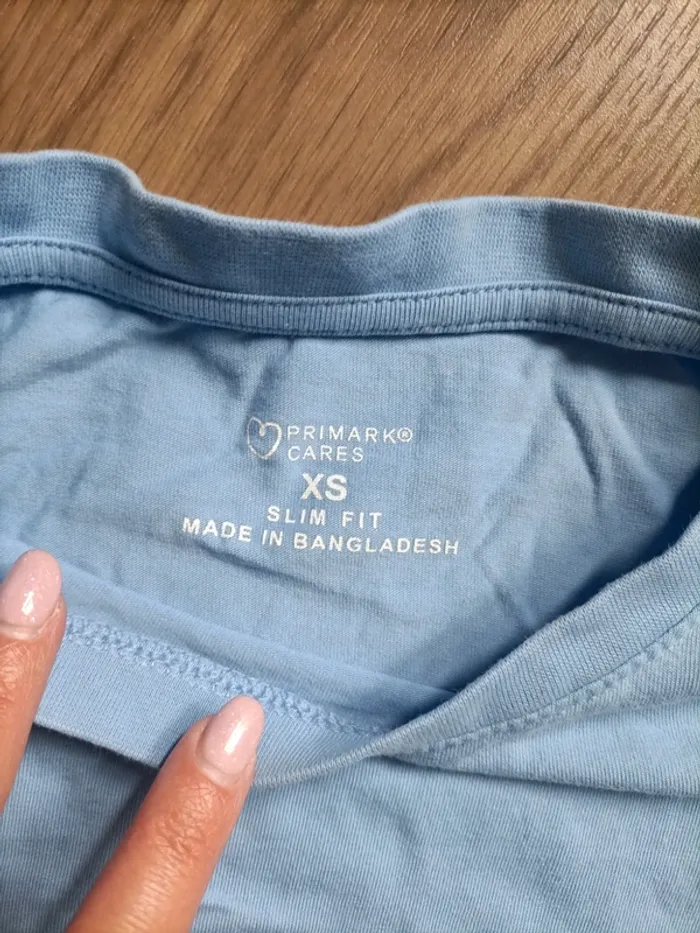 PRIMARK®
CARES
XS
SLIM FIT
MADE IN BANGLADESH